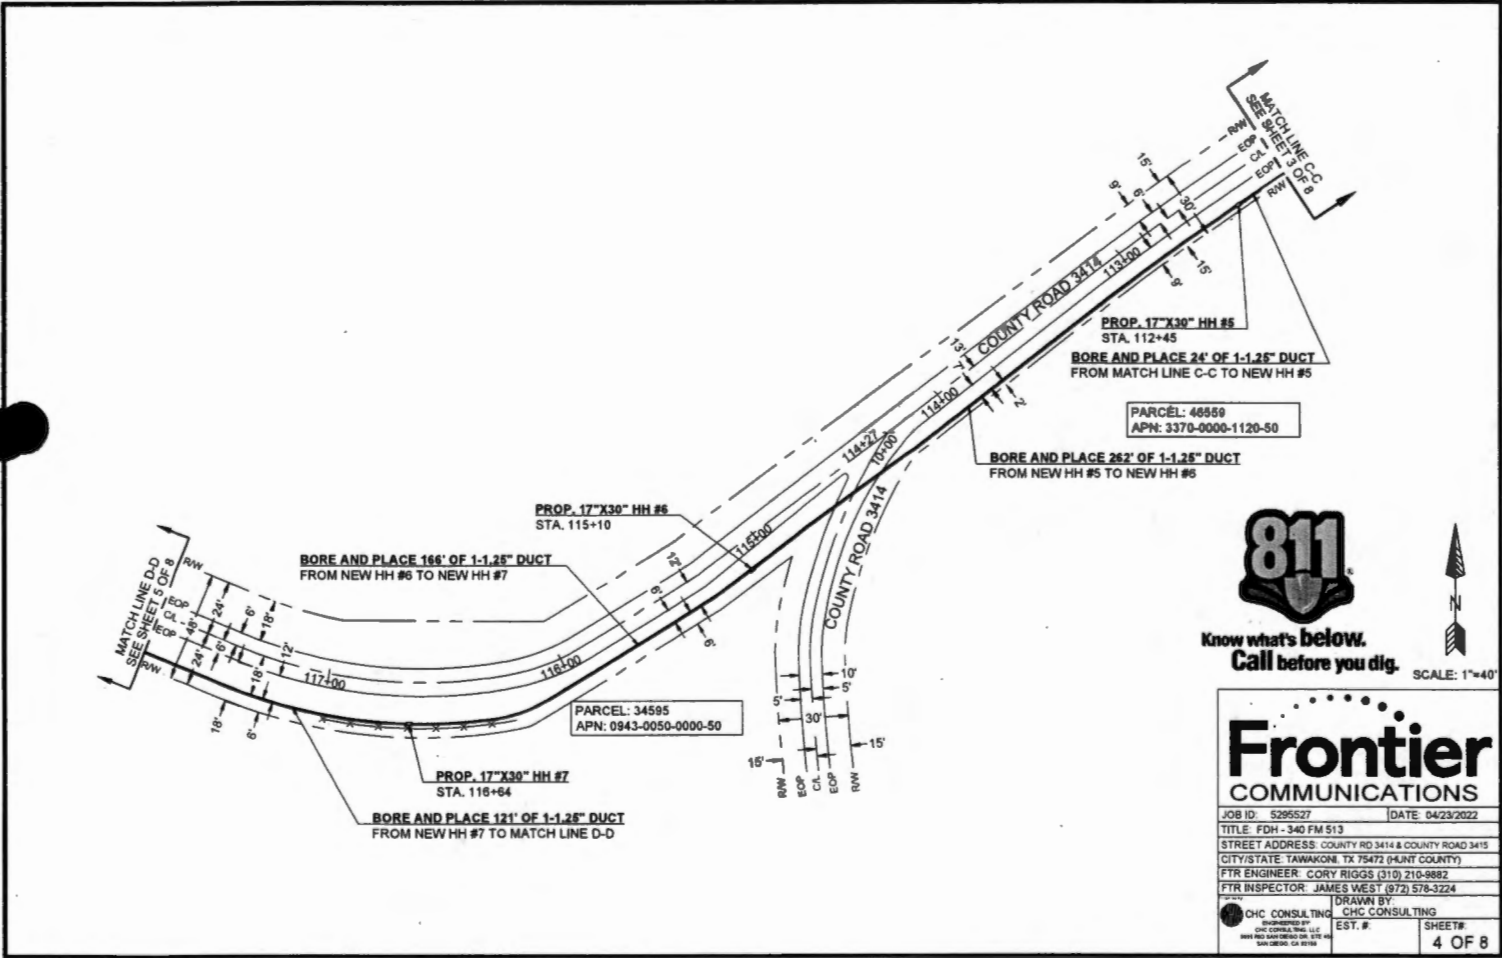 MATCH LINE C-C
SEE SHEET 3 OF 8
R/W
EOP
C/L
EOP
R/W
15'
9'
6'
30'
15'
9'
113+00
COUNTY ROAD 3414
13'
7'
114+00
2'
PROP. 17"X30" HH #5
STA. 112+45
BORE AND PLACE 24' OF 1-1.25" DUCT
FROM MATCH LINE C-C TO NEW HH #5
PARCEL: 46559
APN: 3370-0000-1120-50
BORE AND PLACE 262' OF 1-1.25" DUCT
FROM NEW HH #5 TO NEW HH #6
114+27
10+00
COUNTY ROAD 3414
PROP. 17"X30" HH #6
STA. 115+10
115+00
12'
6'
6'
BORE AND PLACE 166' OF 1-1.25" DUCT
FROM NEW HH #6 TO NEW HH #7
116+00
117+00
MATCH LINE D-D
SEE SHEET 5 OF 8
R/W
EOP
C/L
EOP
R/W
48'
24'
24'
6'
6'
18'
18'
12'
18'
6'
PARCEL: 34595
APN: 0943-0050-0000-50
PROP. 17"X30" HH #7
STA. 116+64
BORE AND PLACE 121' OF 1-1.25" DUCT
FROM NEW HH #7 TO MATCH LINE D-D
10'
5'
5'
30'
15'
15'
R/W
EOP
C/L
EOP
R/W
811
Know what's below.
Call before you dig.
N
SCALE: 1"=40'
Frontier
COMMUNICATIONS
JOB ID: 5295527 DATE: 04/23/2022
TITLE: FDH - 340 FM 513
STREET ADDRESS: COUNTY RD 3414 & COUNTY ROAD 3415
CITY/STATE: TAWAKONI, TX 75472 (HUNT COUNTY)
FTR ENGINEER: CORY RIGGS (310) 210-9882
FTR INSPECTOR: JAMES WEST (972) 578-3224
CHC CONSULTING
ENGINEERED BY
CHC CONSULTING, LLC
SAN DIEGO, CA
DRAWN BY:
CHC CONSULTING
EST. #:
SHEET#:
4 OF 8